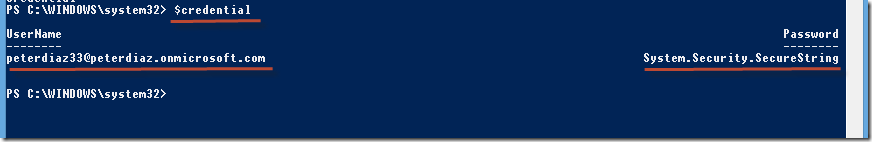 PS C:\WINDOWS\system32> $credential
UserName Password
-------- --------
peterdiaz33@peterdiaz.onmicrosoft.com System.Security.SecureString
PS C:\WINDOWS\system32>